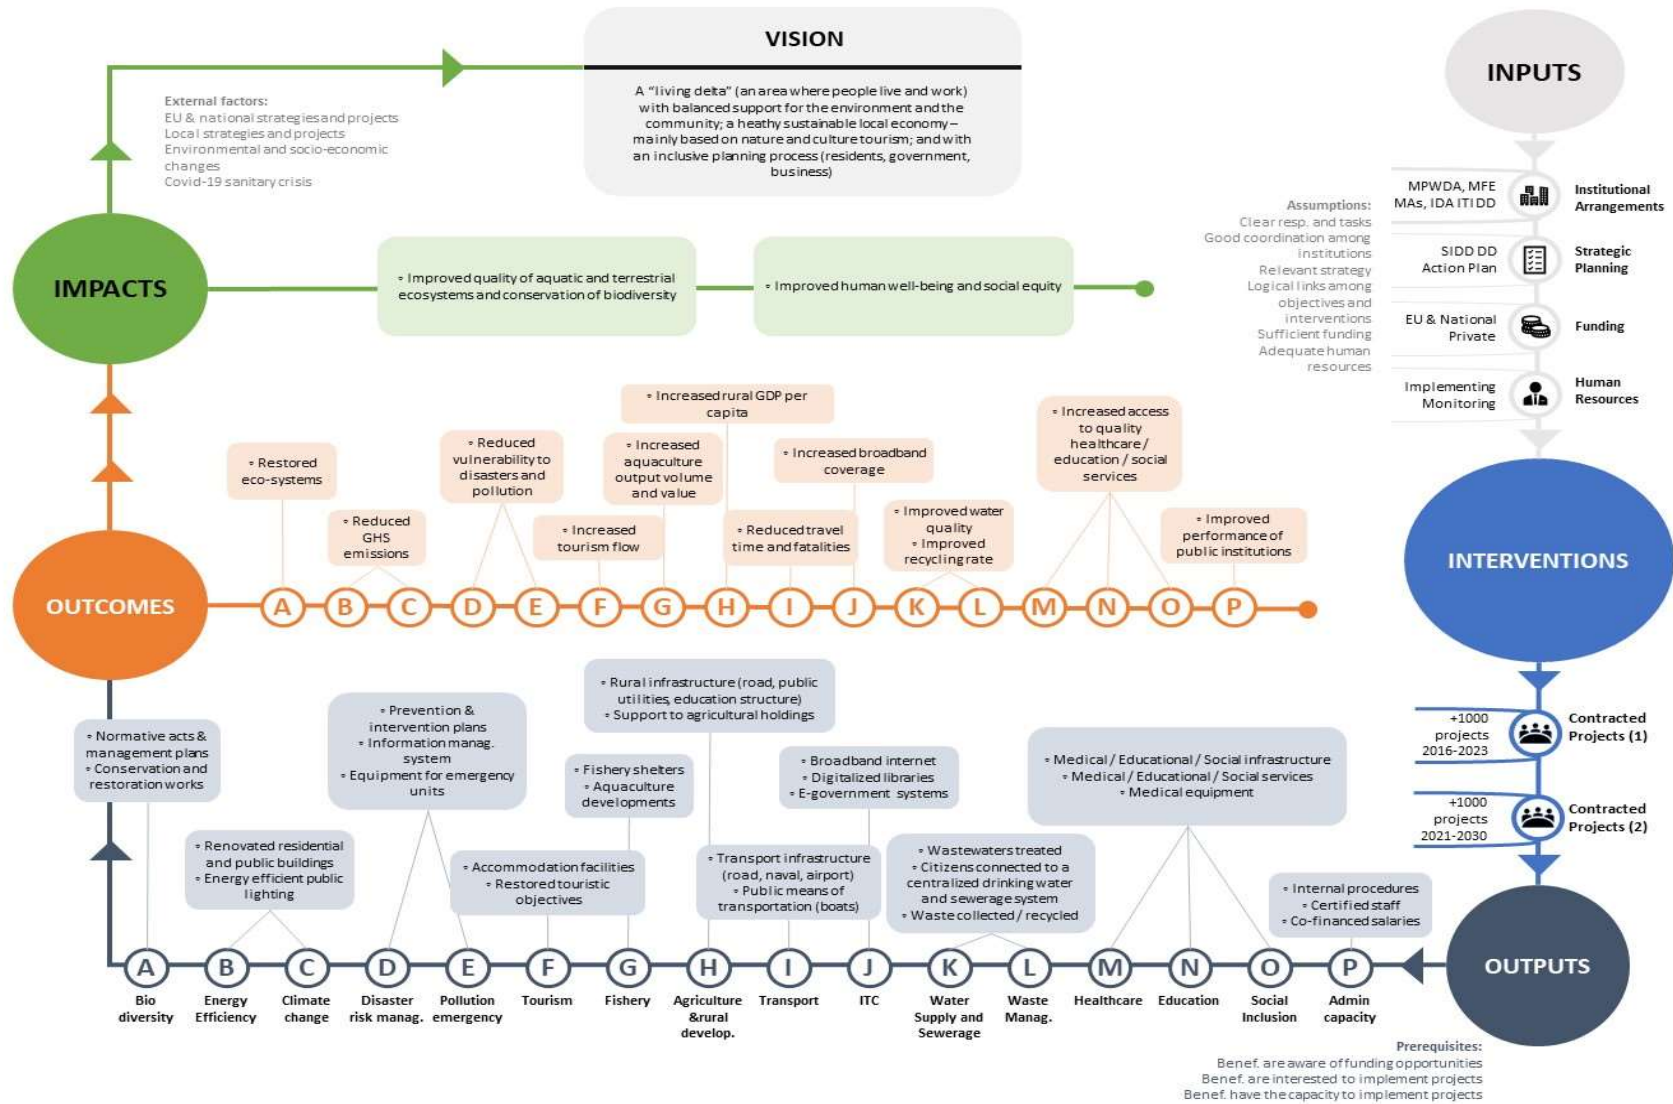 VISION
A “living delta” (an area where people live and work)
with balanced support for the environment and the
community; a heathy sustainable local economy –
mainly based on nature and culture tourism; and with
an inclusive planning process (residents, government,
business)
External factors:
EU & national strategies and projects
Local strategies and projects
Environmental and socio-economic
changes
Covid-19 sanitary crisis
INPUTS
MPWDA, MFE
MAs, IDA ITI DD
Institutional
Arrangements
SIDD DD
Action Plan
Strategic
Planning
EU & National
Private
Funding
Implementing
Monitoring
Human
Resources
Assumptions:
Clear resp. and tasks
Good coordination among
institutions
Relevant strategy
Logical links among
objectives and
interventions
Sufficient funding
Adequate human
resources
IMPACTS
• Improved quality of aquatic and terrestrial
ecosystems and conservation of biodiversity
• Improved human well-being and social equity
• Restored
eco-systems
• Reduced
GHS
emissions
• Reduced
vulnerability to
disasters and
pollution
• Increased
tourism flow
• Increased
aquaculture
output volume
and value
• Increased rural GDP per
capita
• Reduced travel
time and fatalities
• Increased broadband
coverage
• Improved water
quality
• Improved
recycling rate
• Increased access
to quality
healthcare /
education / social
services
• Improved
performance of
public institutions
OUTCOMES
A B C D E F G H I J K L M N O P
INTERVENTIONS
+1000
projects
2016-2023
Contracted
Projects (1)
+1000
projects
2021-2030
Contracted
Projects (2)
• Normative acts &
management plans
• Conservation and
restoration works
• Renovated residential
and public buildings
• Energy efficient public
lighting
• Prevention &
intervention plans
• Information manag.
system
• Equipment for emergency
units
• Accommodation facilities
• Restored touristic
objectives
• Fishery shelters
• Aquaculture
developments
• Rural infrastructure (road, public
utilities, education structure)
• Support to agricultural holdings
• Transport infrastructure
(road, naval, airport)
• Public means of
transportation (boats)
• Broadband internet
• Digitalized libraries
• E-government systems
• Wastewaters treated
• Citizens connected to a
centralized drinking water
and sewerage system
• Waste collected / recycled
• Medical / Educational / Social infrastructure
• Medical / Educational / Social services
• Medical equipment
• Internal procedures
• Certified staff
• Co-financed salaries
OUTPUTS
A B C D E F G H I J K L M N O P
Bio
diversity
Energy
Efficiency
Climate
change
Disaster
risk manag.
Pollution
emergency
Tourism
Fishery
Agriculture
&rural
develop.
Transport
ITC
Water
Supply and
Sewerage
Waste
Manag.
Healthcare
Education
Social
Inclusion
Admin
capacity
Prerequisites:
Benef. are aware of funding opportunities
Benef. are interested to implement projects
Benef. have the capacity to implement projects